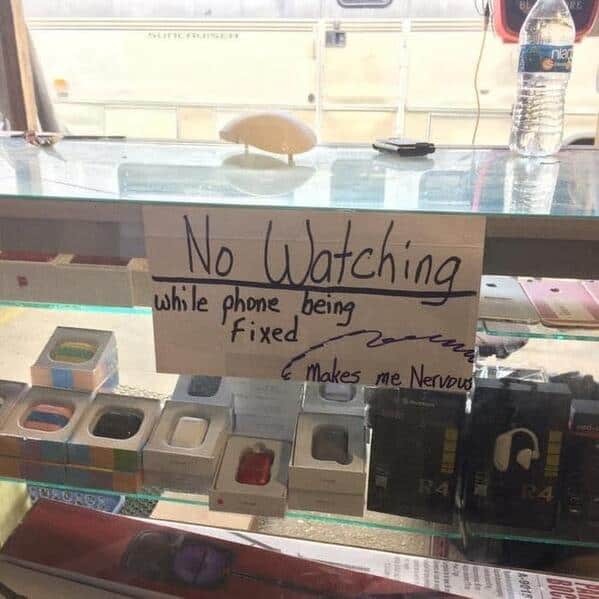 SUNCRUISER
No Watching
while phone being
Fixed
Makes me Nervous
R4
R4